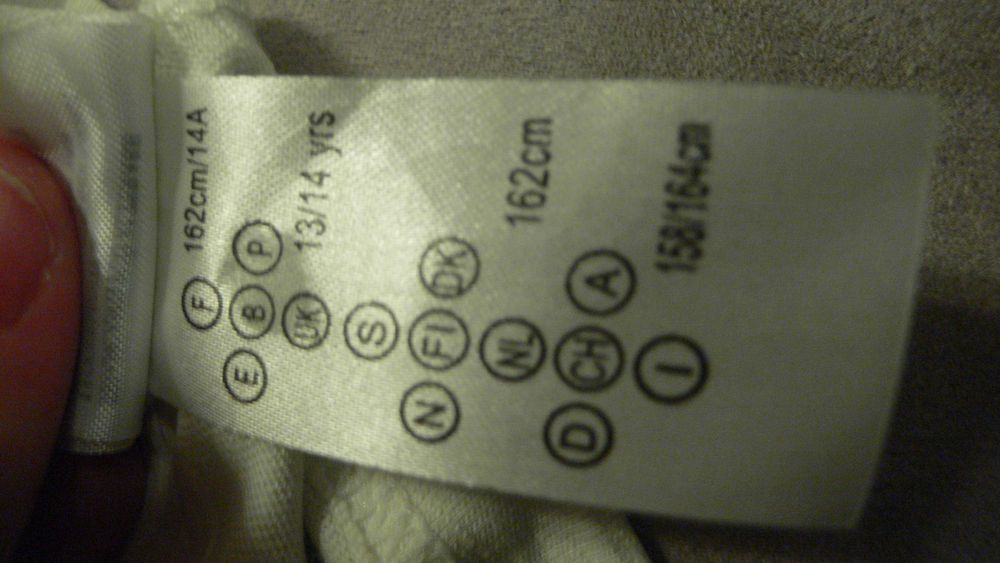 F 162cm/14A
E B P
UK 13/14 yrs
S
N FI DK
NL 162cm
D CH A
I 158/164cm